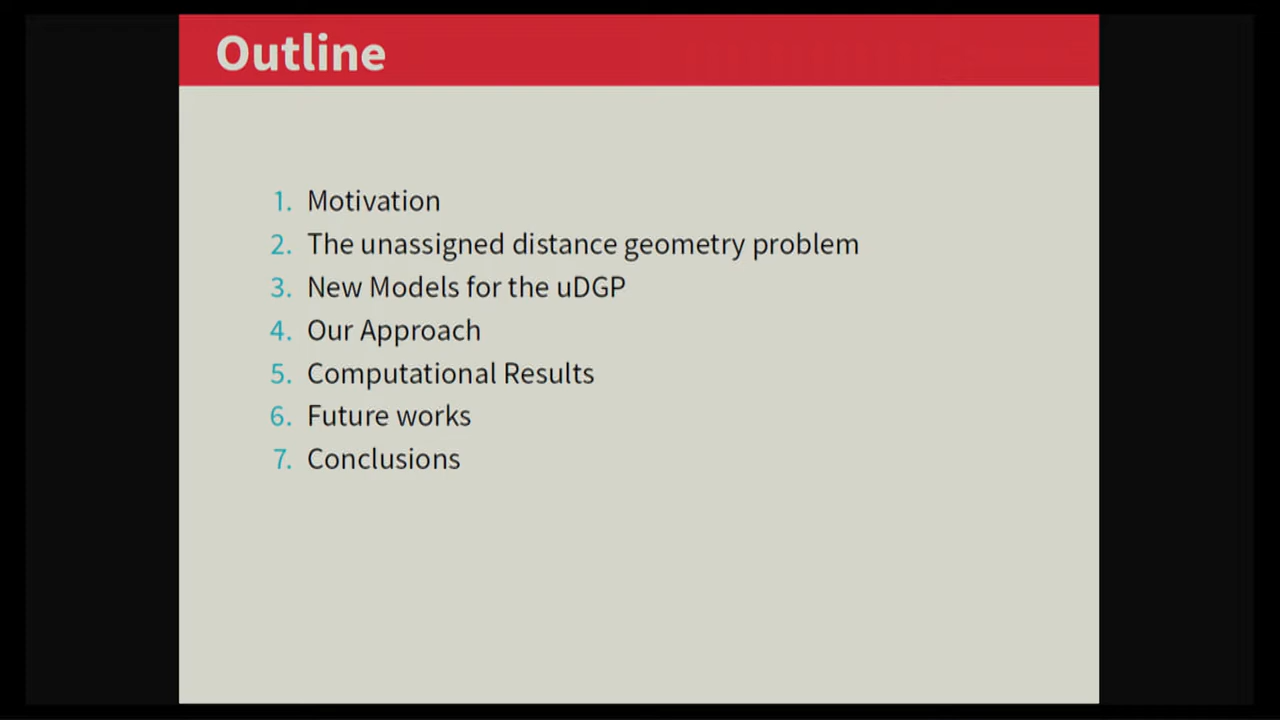 Outline
1. Motivation
2. The unassigned distance geometry problem
3. New Models for the uDGP
4. Our Approach
5. Computational Results
6. Future works
7. Conclusions